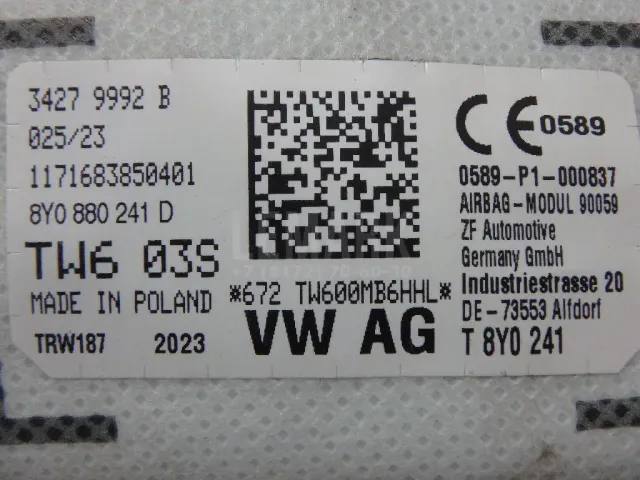 3427 9992 B
025/23
1171683850401
8Y0 880 241 D
TW6 03S
MADE IN POLAND
TRW187 2023
*672 TW600MB6HHL*
VW AG
CE 0589
0589-P1-000837
AIRBAG-MODUL 90059
ZF Automotive
Germany GmbH
Industriestrasse 20
DE-73553 Alfdorf
T 8Y0 241